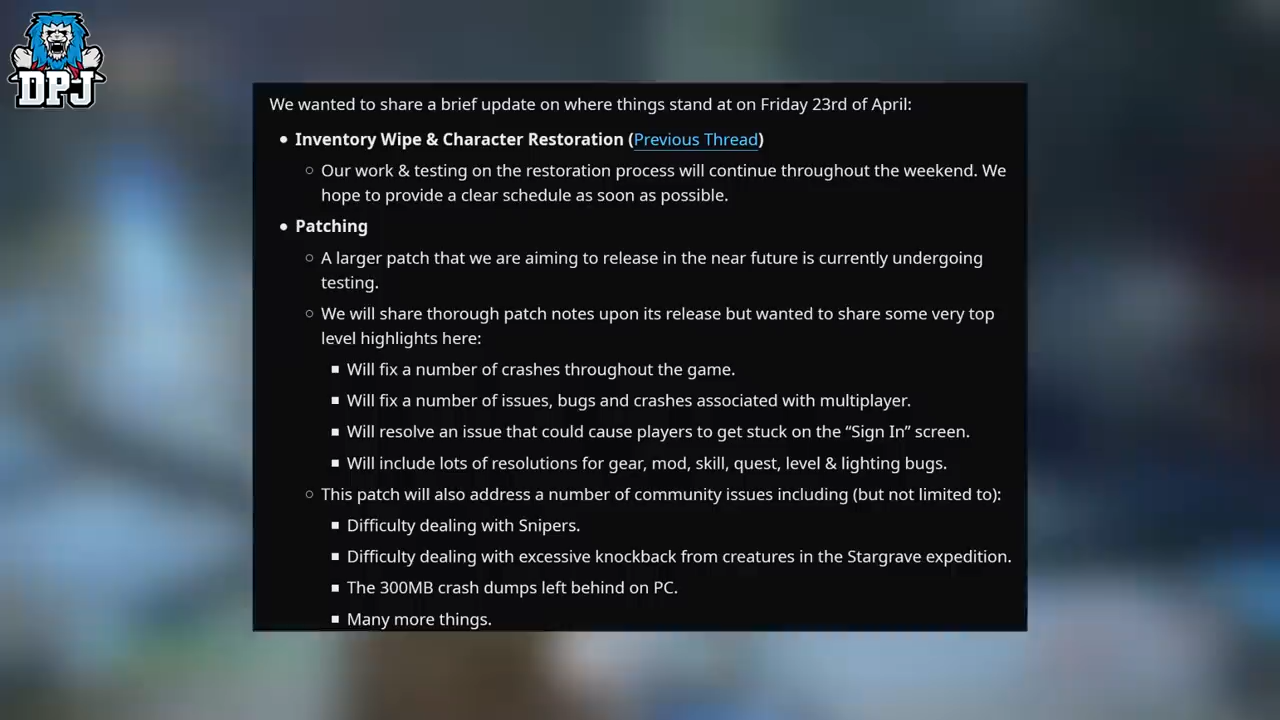 DPJ
We wanted to share a brief update on where things stand at on Friday 23rd of April:
• Inventory Wipe & Character Restoration (Previous Thread)
○ Our work & testing on the restoration process will continue throughout the weekend. We
hope to provide a clear schedule as soon as possible.
• Patching
○ A larger patch that we are aiming to release in the near future is currently undergoing
testing.
○ We will share thorough patch notes upon its release but wanted to share some very top
level highlights here:
■ Will fix a number of crashes throughout the game.
■ Will fix a number of issues, bugs and crashes associated with multiplayer.
■ Will resolve an issue that could cause players to get stuck on the “Sign In” screen.
■ Will include lots of resolutions for gear, mod, skill, quest, level & lighting bugs.
○ This patch will also address a number of community issues including (but not limited to):
■ Difficulty dealing with Snipers.
■ Difficulty dealing with excessive knockback from creatures in the Stargrave expedition.
■ The 300MB crash dumps left behind on PC.
■ Many more things.